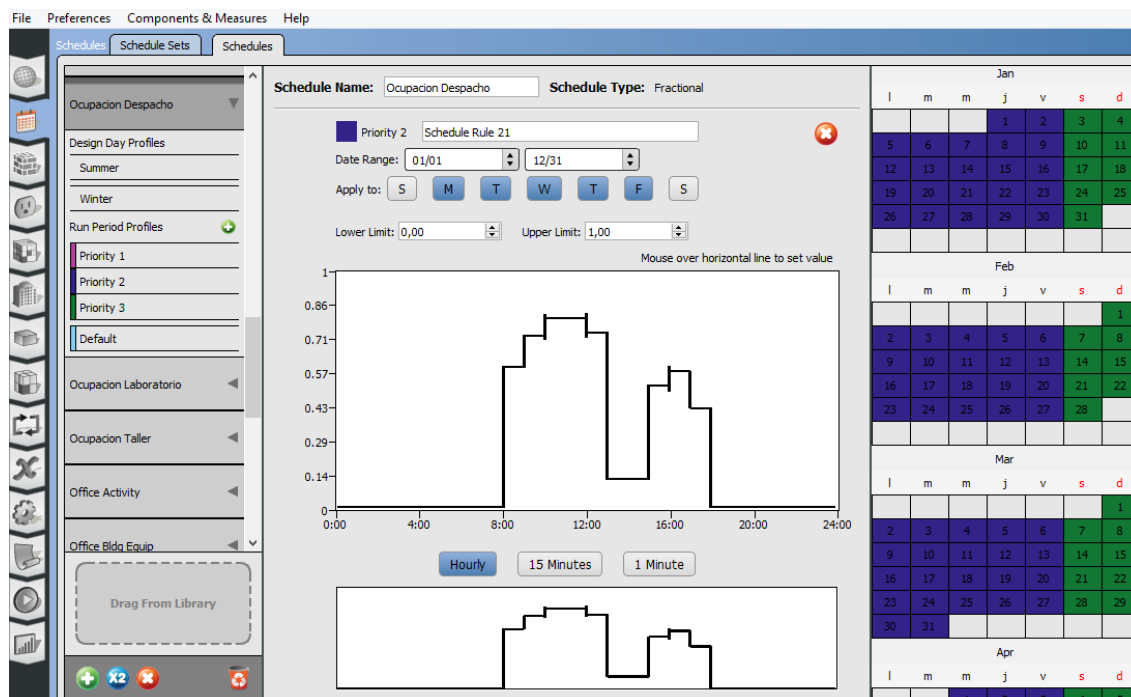 File Preferences Components & Measures Help
Schedules Schedule Sets Schedules
Ocupacion Despacho
Design Day Profiles
Summer
Winter
Run Period Profiles
Priority 1
Priority 2
Priority 3
Default
Ocupacion Laboratorio
Ocupacion Taller
Office Activity
Office Bldg Equip
Drag From Library
X2
Schedule Name: Ocupacion Despacho Schedule Type: Fractional
Priority 2 Schedule Rule 21
Date Range: 01/01 12/31
Apply to: S M T W T F S
Lower Limit: 0,00 Upper Limit: 1,00
Mouse over horizontal line to set value
1
0.86
0.71
0.57
0.43
0.29
0.14
0
0:00 4:00 8:00 12:00 16:00 20:00 24:00
Hourly 15 Minutes 1 Minute
Jan
l m m j v s d
1 2 3 4
5 6 7 8 9 10 11
12 13 14 15 16 17 18
19 20 21 22 23 24 25
26 27 28 29 30 31
Feb
l m m j v s d
1
2 3 4 5 6 7 8
9 10 11 12 13 14 15
16 17 18 19 20 21 22
23 24 25 26 27 28
Mar
l m m j v s d
1
2 3 4 5 6 7 8
9 10 11 12 13 14 15
16 17 18 19 20 21 22
23 24 25 26 27 28 29
30 31
Apr
l m m j v s d